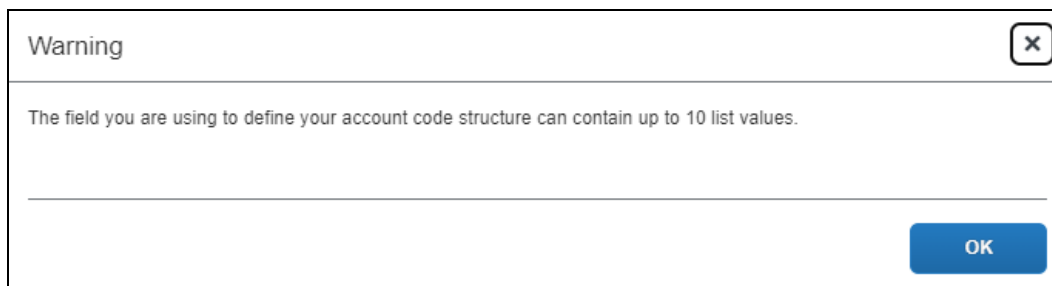 Warning
The field you are using to define your account code structure can contain up to 10 list values.
OK